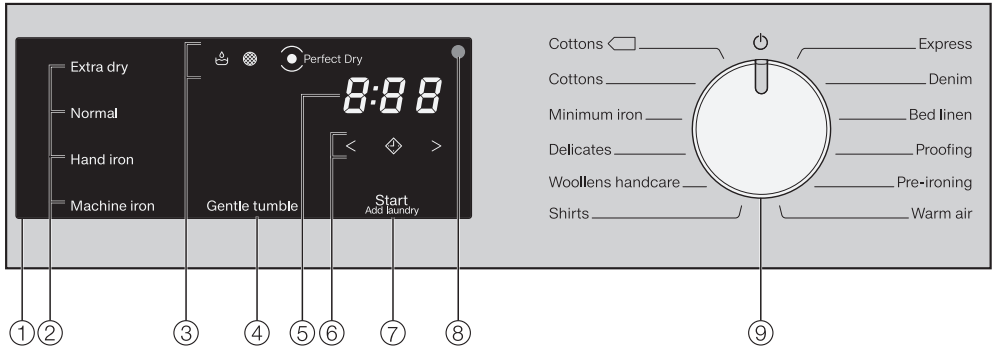 Extra dry
Normal
Hand iron
Machine iron
Perfect Dry
8:88
< >
Gentle tumble
Start
Add laundry
Cottons
Cottons
Minimum iron
Delicates
Woollens handcare
Shirts
Express
Denim
Bed linen
Proofing
Pre-ironing
Warm air
① ② ③ ④ ⑤ ⑥ ⑦ ⑧ ⑨